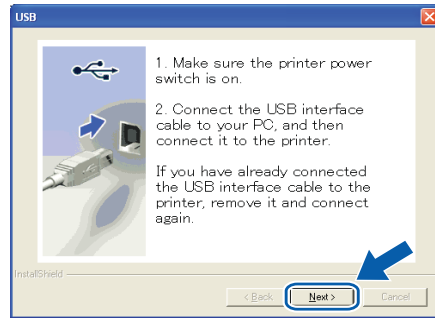 USB
1. Make sure the printer power
switch is on.
2. Connect the USB interface
cable to your PC, and then
connect it to the printer.
If you have already connected
the USB interface cable to the
printer, remove it and connect
again.
InstallShield
< Back Next > Cancel